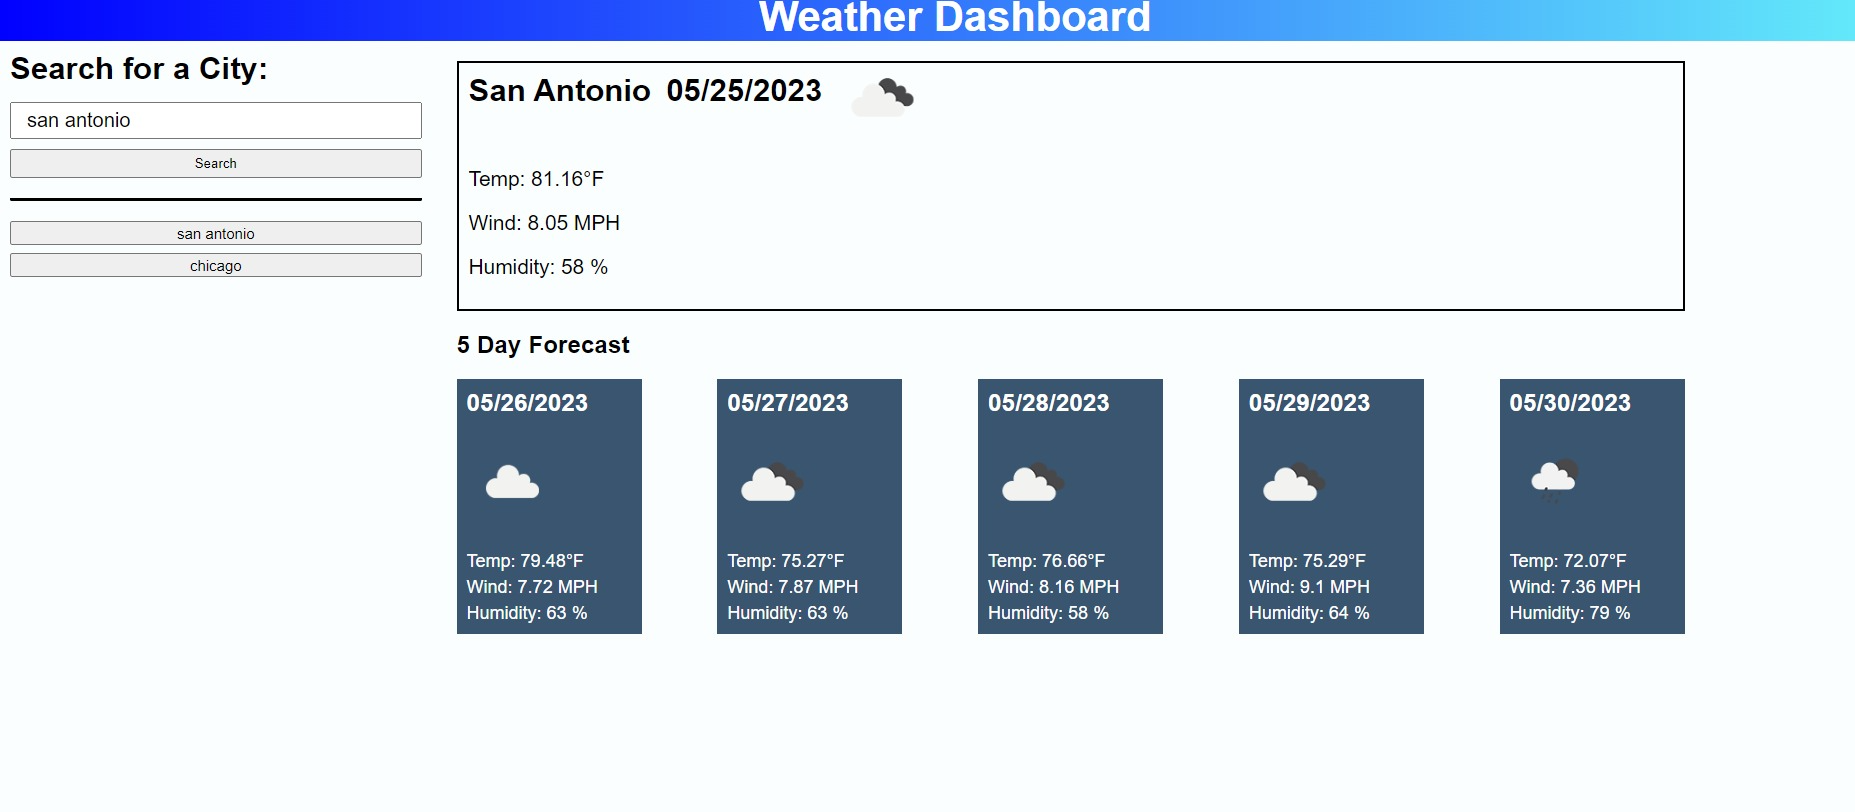 Weather Dashboard
Search for a City:
san antonio
Search
san antonio
chicago
San Antonio 05/25/2023
Temp: 81.16°F
Wind: 8.05 MPH
Humidity: 58 %
5 Day Forecast
05/26/2023
Temp: 79.48°F
Wind: 7.72 MPH
Humidity: 63 %
05/27/2023
Temp: 75.27°F
Wind: 7.87 MPH
Humidity: 63 %
05/28/2023
Temp: 76.66°F
Wind: 8.16 MPH
Humidity: 58 %
05/29/2023
Temp: 75.29°F
Wind: 9.1 MPH
Humidity: 64 %
05/30/2023
Temp: 72.07°F
Wind: 7.36 MPH
Humidity: 79 %